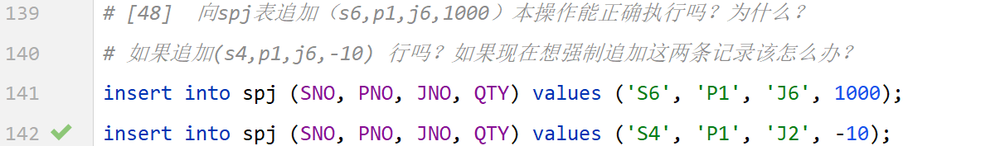 139 # [48]  向spj表追加（s6,p1,j6,1000）本操作能正确执行吗？为什么？
140 # 如果追加(s4,p1,j6,-10) 行吗？如果现在想强制追加这两条记录该怎么办？
141 insert into spj (SNO, PNO, JNO, QTY) values ('S6', 'P1', 'J6', 1000);
142 insert into spj (SNO, PNO, JNO, QTY) values ('S4', 'P1', 'J2', -10);